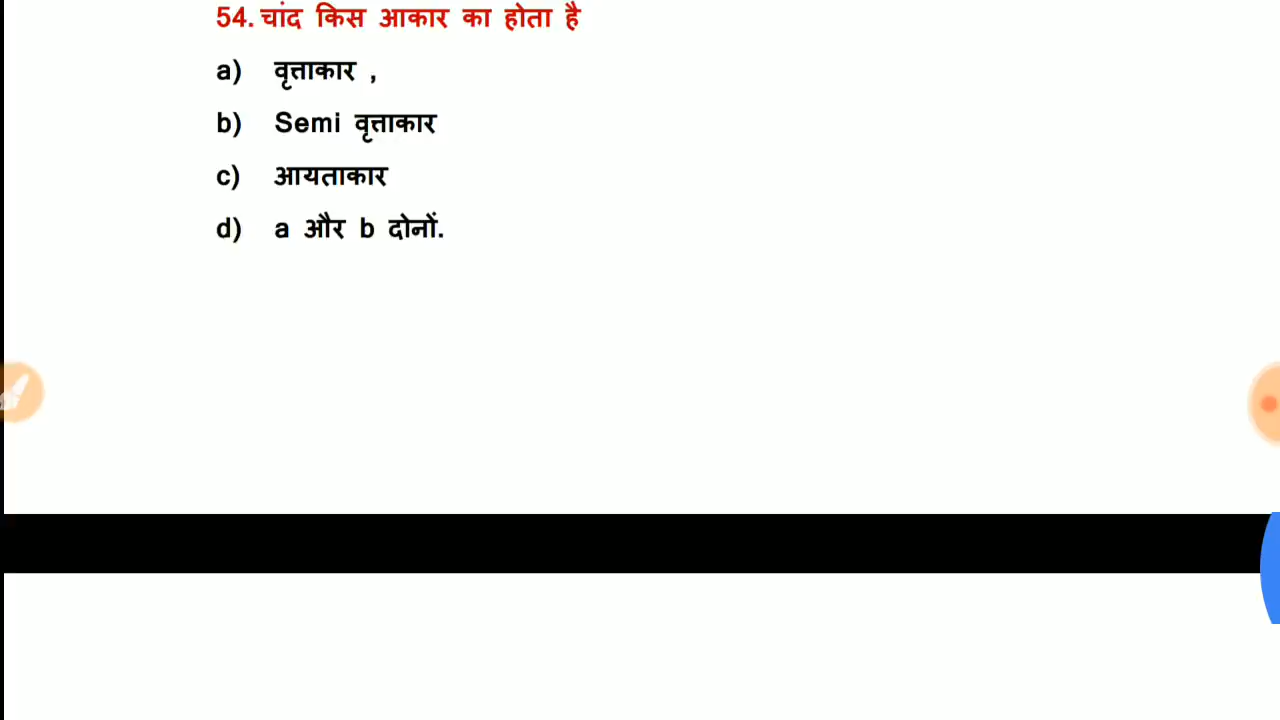 54. चांद किस आकार का होता है
a) वृत्ताकार ,
b) Semi वृत्ताकार
c) आयताकार
d) a और b दोनों.